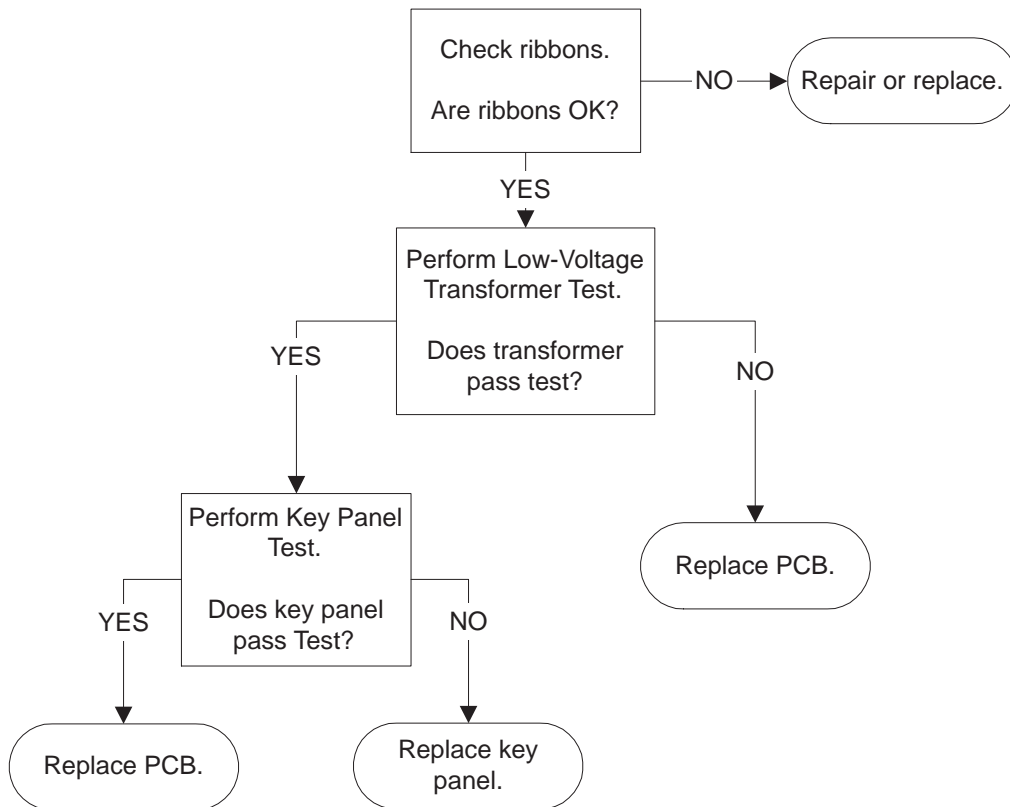 Check ribbons.
Are ribbons OK?
NO
Repair or replace.
YES
Perform Low-Voltage
Transformer Test.
Does transformer
pass test?
YES
NO
Perform Key Panel
Test.
Does key panel
pass Test?
YES
NO
Replace PCB.
Replace PCB.
Replace key
panel.